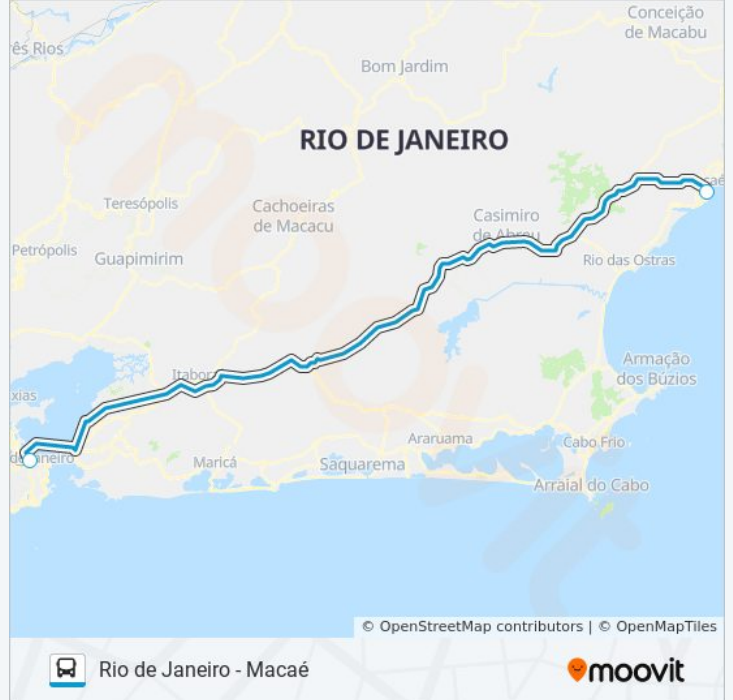 Conceição
de Macabu
ês Rios
Bom Jardim
RIO DE JANEIRO
Teresópolis
Cachoeiras
de Macacu
Casimiro
de Abreu
Petrópolis
Guapimirim
Rio das Ostras
Armação
dos Búzios
Itabora
xias
Araruama
Cabo Frio
Maricá
Saquarema
Arraial do Cabo
moovit
© OpenStreetMap contributors | © OpenMapTiles
Rio de Janeiro - Macaé
moovit